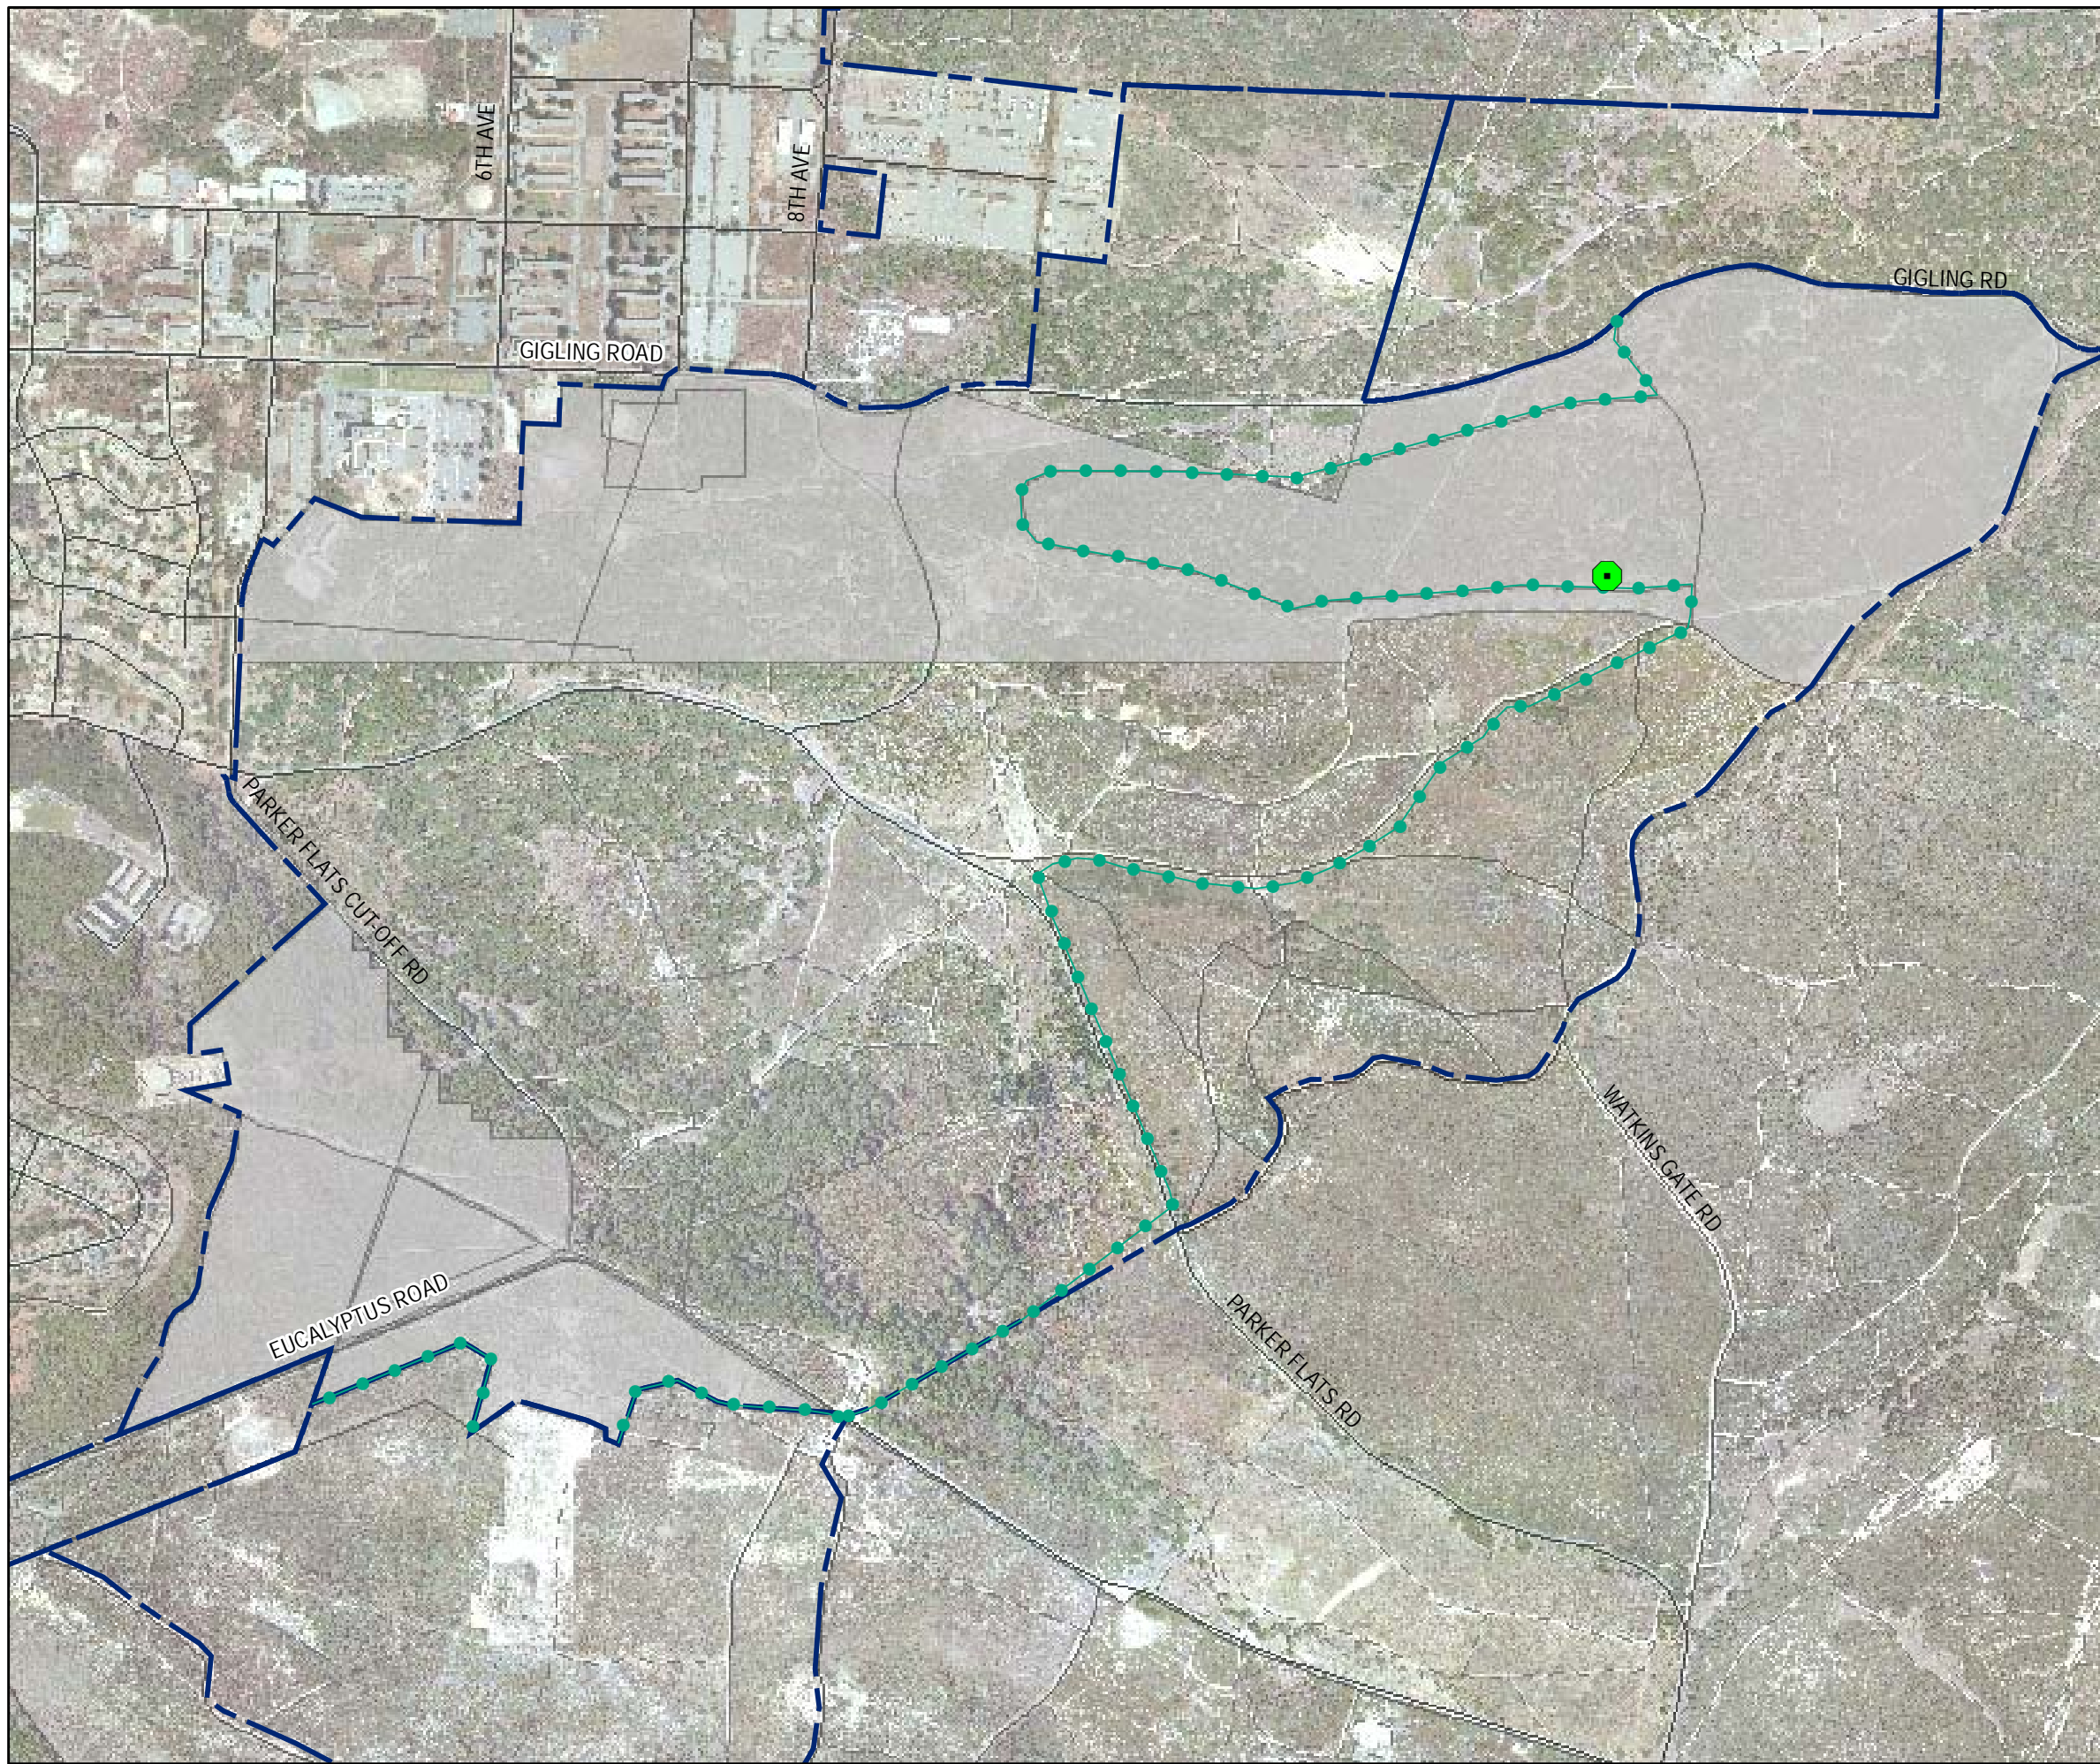 6TH AVE
8TH AVE
GIGLING RD
GIGLING ROAD
PARKER FLATS CUT-OFF RD
WATKINS GATE RD
EUCALYPTUS ROAD
PARKER FLATS RD